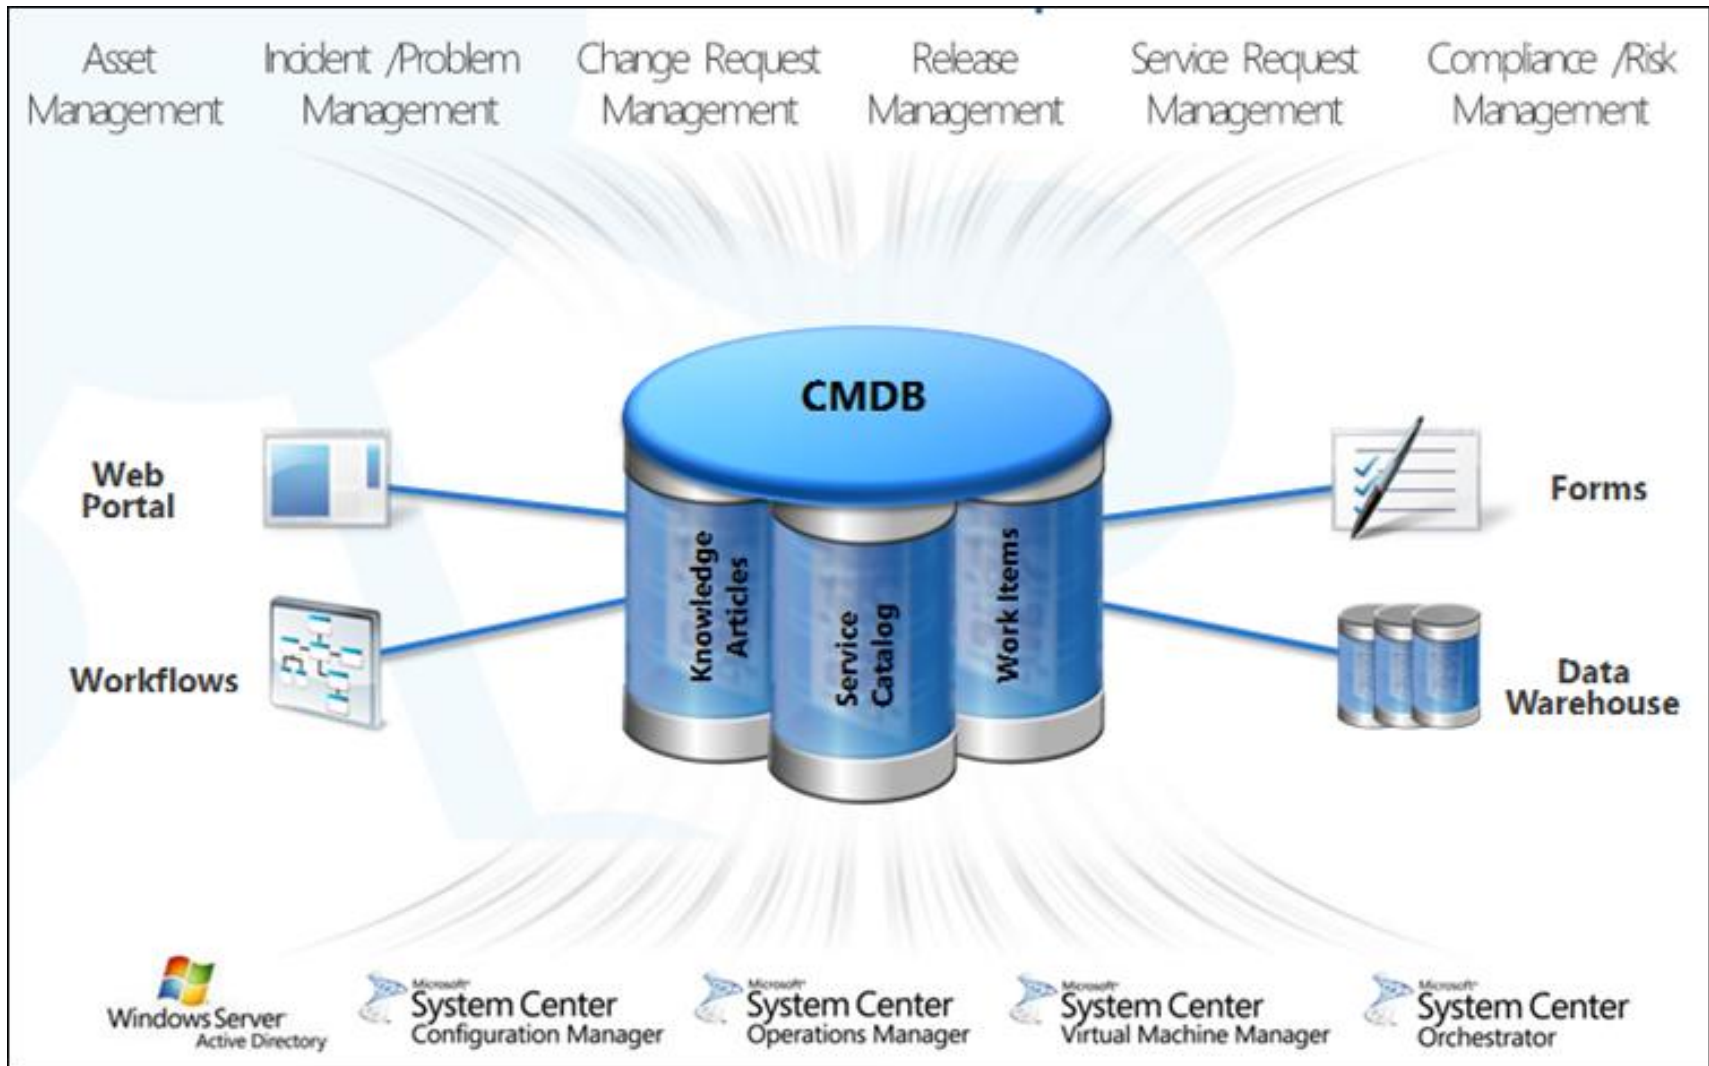 Asset
Management
Incident /Problem
Management
Change Request
Management
Release
Management
Service Request
Management
Compliance /Risk
Management
CMDB
Web
Portal
Workflows
Knowledge
Articles
Service
Catalog
Work Items
Forms
Data
Warehouse
Windows Server
Active Directory
Microsoft
System Center
Configuration Manager
Microsoft
System Center
Operations Manager
Microsoft
System Center
Virtual Machine Manager
Microsoft
System Center
Orchestrator